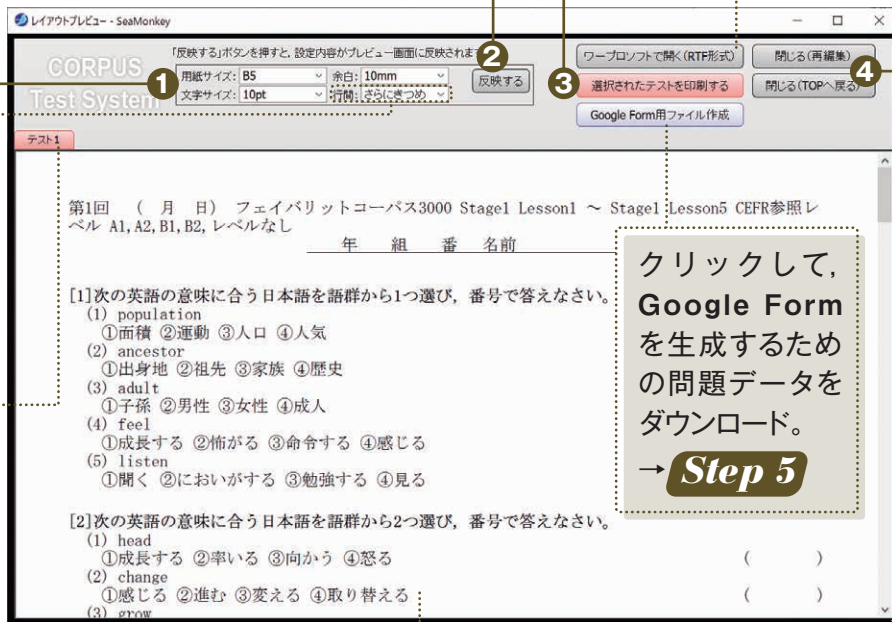 レイアウトプレビュー - SeaMonkey
CORPUS
Test System
「反映する」ボタンを押すと、設定内容がプレビュー画面に反映されます
1
用紙サイズ: B5 余白: 10mm
文字サイズ: 10pt 行間: さらにきつめ
2
反映する
3
ワープロソフトで開く(RTF形式)
選択されたテストを印刷する
Google Form用ファイル作成
閉じる(再編集)
閉じる(TOPへ戻る)
4
テスト1
第1回 ( 月 日) フェイバリットコーパス3000 Stage1 Lesson1 ～ Stage1 Lesson5 CEFR参照レ
ベル A1,A2,B1,B2,レベルなし
年 組 番 名前
[1]次の英語の意味に合う日本語を語群から1つ選び，番号で答えなさい。
(1) population
①面積 ②運動 ③人口 ④人気
(2) ancestor
①出身地 ②祖先 ③家族 ④歴史
(3) adult
①子孫 ②男性 ③女性 ④成人
(4) feel
①成長する ②怖がる ③命令する ④感じる
(5) listen
①聞く ②においがする ③勉強する ④見る
[2]次の英語の意味に合う日本語を語群から2つ選び，番号で答えなさい。
(1) head
①成長する ②率いる ③向かう ④怒る ( )
(2) change
①感じる ②進む ③変える ④取り替える ( )
(3) grow
クリックして，
Google Form
を生成するため
の問題データを
ダウンロード。
→Step 5